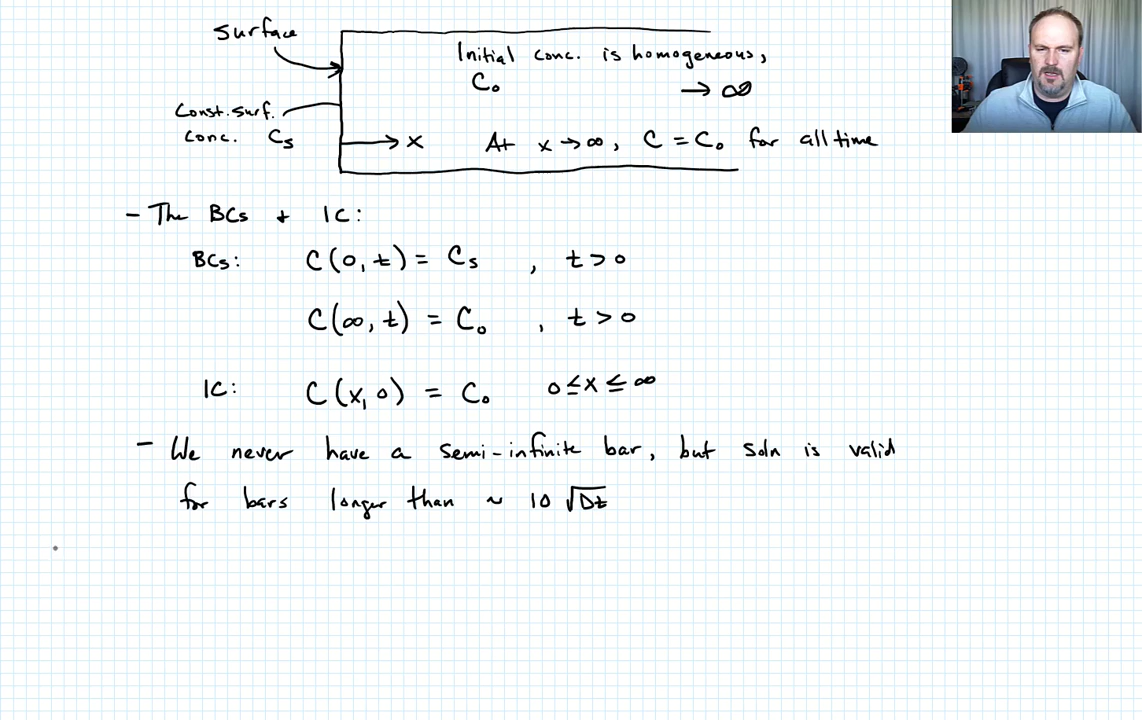 Surface
Initial conc. is homogeneous,
C₀ → ∞
Const. surf.
conc. Cs
→ x At x → ∞, C = C₀ for all time
- The BCs + IC:
BCs: C(0, t) = Cs , t > 0
C(∞, t) = C₀ , t > 0
IC: C(x, 0) = C₀ 0 ≤ x ≤ ∞
- We never have a semi-infinite bar, but soln is valid
for bars longer than ~ 10 √Dt